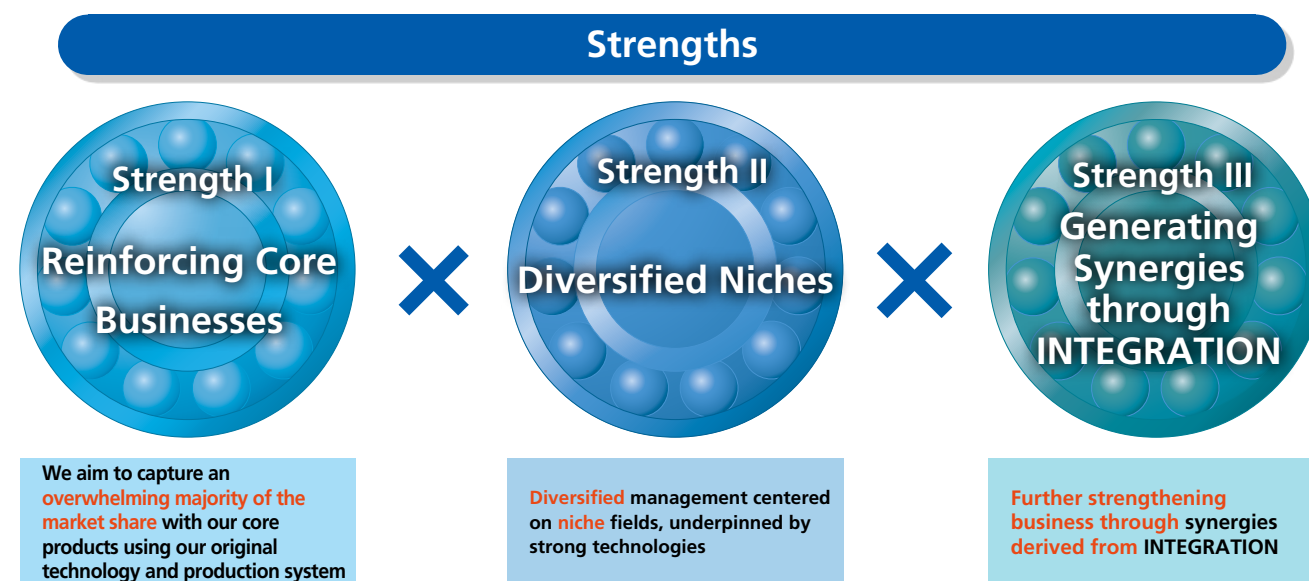 Strengths
Strength I
Reinforcing Core
Businesses
×
Strength II
Diversified Niches
×
Strength III
Generating
Synergies
through
INTEGRATION
We aim to capture an
overwhelming majority of the
market share with our core
products using our original
technology and production system
Diversified management centered
on niche fields, underpinned by
strong technologies
Further strengthening
business through synergies
derived from INTEGRATION